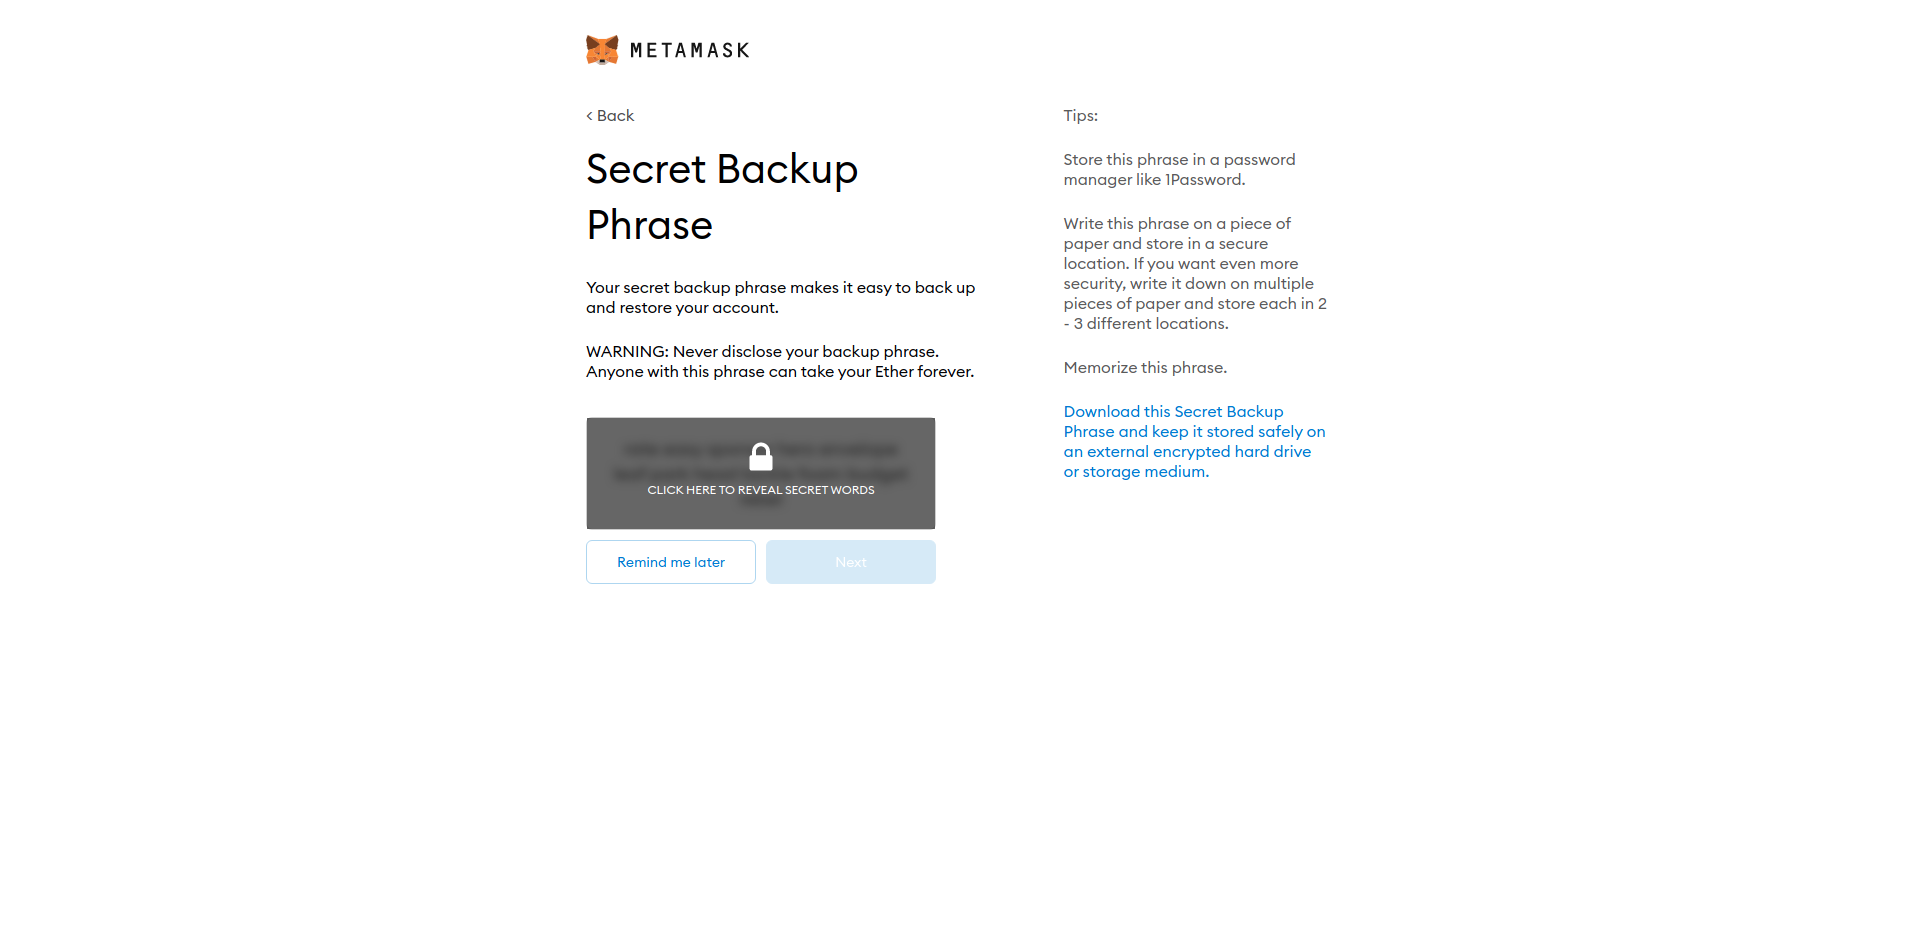 METAMASK
< Back
Secret Backup
Phrase
Your secret backup phrase makes it easy to back up
and restore your account.
WARNING: Never disclose your backup phrase.
Anyone with this phrase can take your Ether forever.
CLICK HERE TO REVEAL SECRET WORDS
Remind me later
Next
Tips:
Store this phrase in a password
manager like 1Password.
Write this phrase on a piece of
paper and store in a secure
location. If you want even more
security, write it down on multiple
pieces of paper and store each in 2
- 3 different locations.
Memorize this phrase.
Download this Secret Backup
Phrase and keep it stored safely on
an external encrypted hard drive
or storage medium.